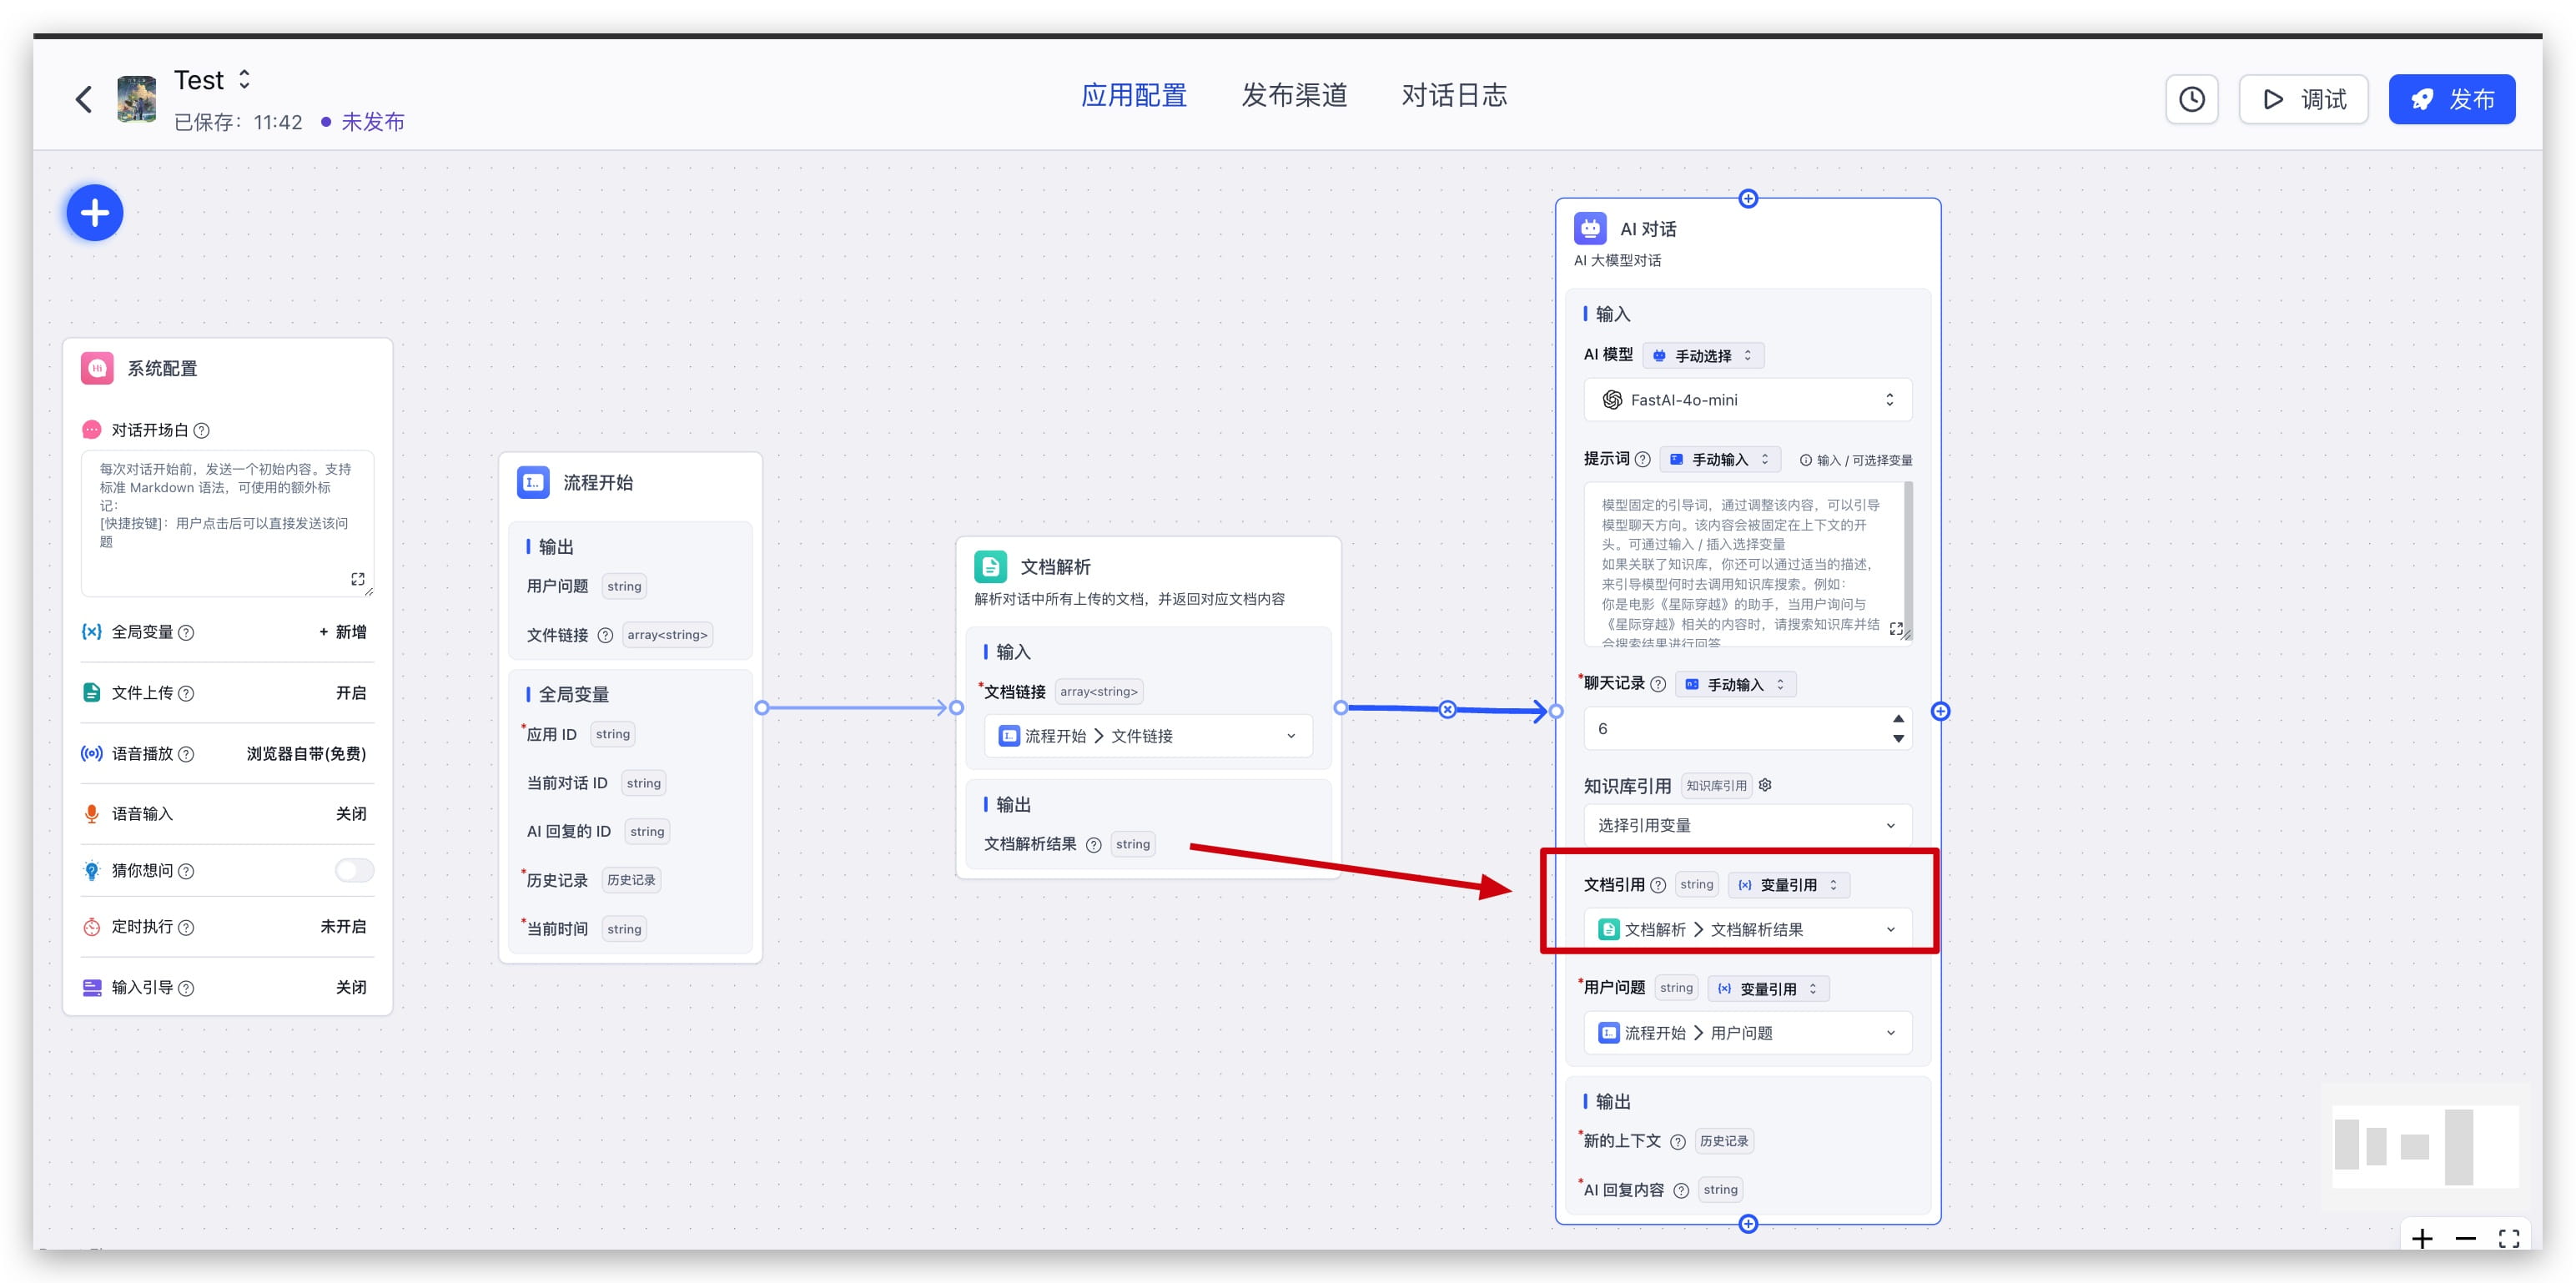 Test
已保存：11:42 未发布
应用配置 发布渠道 对话日志
调试 发布
系统配置
对话开场白
每次对话开始前，发送一个初始内容。支持
标准 Markdown 语法，可使用的额外标
记：
[快捷按键]：用户点击后可以直接发送该问
题
全局变量 + 新增
文件上传 开启
语音播放 浏览器自带(免费)
语音输入 关闭
猜你想问
定时执行 未开启
输入引导 关闭
流程开始
输出
用户问题 string
文件链接 array<string>
全局变量
*应用 ID string
当前对话 ID string
AI 回复的 ID string
*历史记录 历史记录
*当前时间 string
文档解析
解析对话中所有上传的文档，并返回对应文档内容
输入
*文档链接 array<string>
流程开始 > 文件链接
输出
文档解析结果 string
AI 对话
AI 大模型对话
输入
AI 模型 手动选择
FastAI-4o-mini
提示词 手动输入 输入 / 可选择变量
模型固定的引导词，通过调整该内容，可以引导
模型聊天方向。该内容会被固定在上下文的开
头。可通过输入 / 插入选择变量
如果关联了知识库，你还可以通过适当的描述，
来引导模型何时去调用知识库搜索。例如：
你是电影《星际穿越》的助手，当用户询问与
《星际穿越》相关的内容时，请搜索知识库并结
合搜索结果进行回答
*聊天记录 手动输入
6
知识库引用 知识库引用
选择引用变量
文档引用 string 变量引用
文档解析 > 文档解析结果
*用户问题 string 变量引用
流程开始 > 用户问题
输出
*新的上下文 历史记录
*AI 回复内容 string